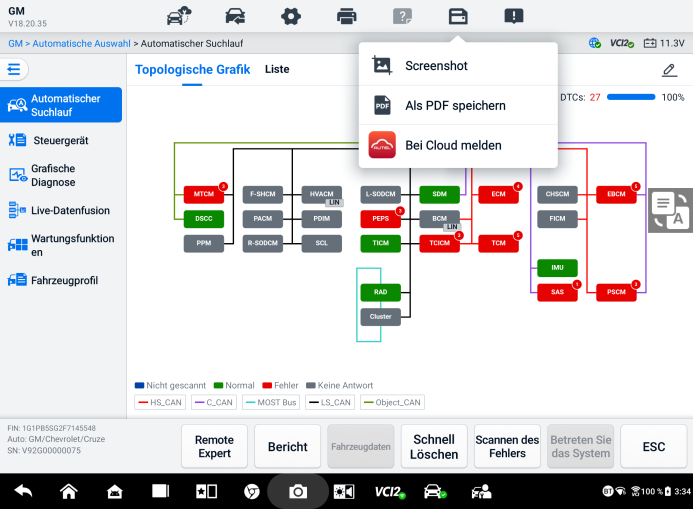 GM
V18.20.35
GM > Automatische Auswahl > Automatischer Suchlauf
VCI2
11.3V
Topologische Grafik
Liste
Screenshot
PDF
Als PDF speichern
AUTEL
Bei Cloud melden
DTCs: 27
100%
Automatischer
Suchlauf
Steuergerät
Grafische
Diagnose
Live-Datenfusion
Wartungsfunktion
en
Fahrzeugprofil
A
MTCM
F-SHCM
HVACM
LIN
L-SODCM
SDM
ECM
CHSCM
EBCM
DSCC
PACM
PDIM
PEPS
BCM
LIN
FICM
PPM
R-SODCM
SCL
TICM
TCICM
TCM
IMU
RAD
SAS
PSCM
Cluster
Nicht gescannt
Normal
Fehler
Keine Antwort
HS_CAN
C_CAN
MOST Bus
LS_CAN
Object_CAN
FIN: 1G1PB5SG2F7145548
Auto: GM/Chevrolet/Cruze
SN: V92G00000075
Remote
Expert
Bericht
Fahrzeugdaten
Schnell
Löschen
Scannen des
Fehlers
Betreten Sie
das System
ESC
VCI2
BT
100 %
3:34